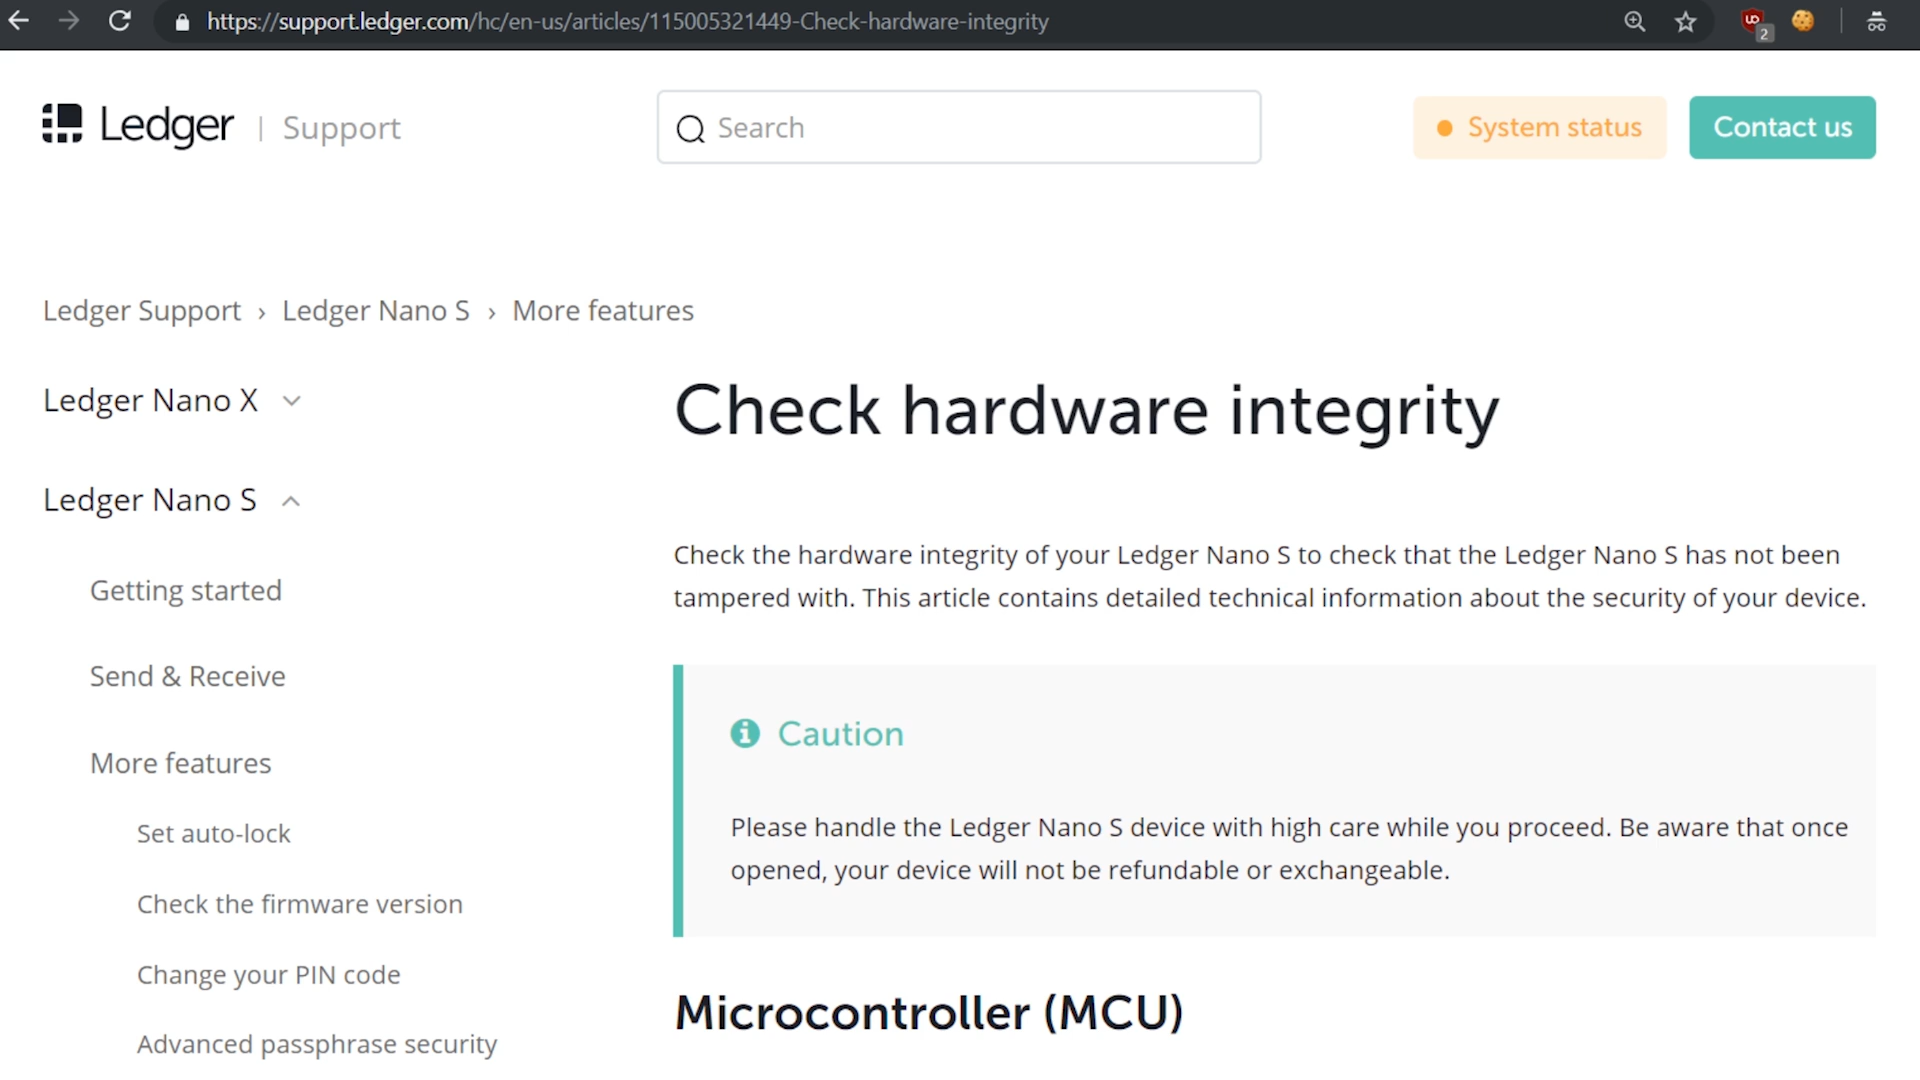 https://support.ledger.com/hc/en-us/articles/115005321449-Check-hardware-integrity
2
Ledger | Support
Search
System status
Contact us
Ledger Support › Ledger Nano S › More features
Ledger Nano X
Ledger Nano S
Getting started
Send & Receive
More features
Set auto-lock
Check the firmware version
Change your PIN code
Advanced passphrase security
Check hardware integrity
Check the hardware integrity of your Ledger Nano S to check that the Ledger Nano S has not been
tampered with. This article contains detailed technical information about the security of your device.
Caution
Please handle the Ledger Nano S device with high care while you proceed. Be aware that once
opened, your device will not be refundable or exchangeable.
Microcontroller (MCU)